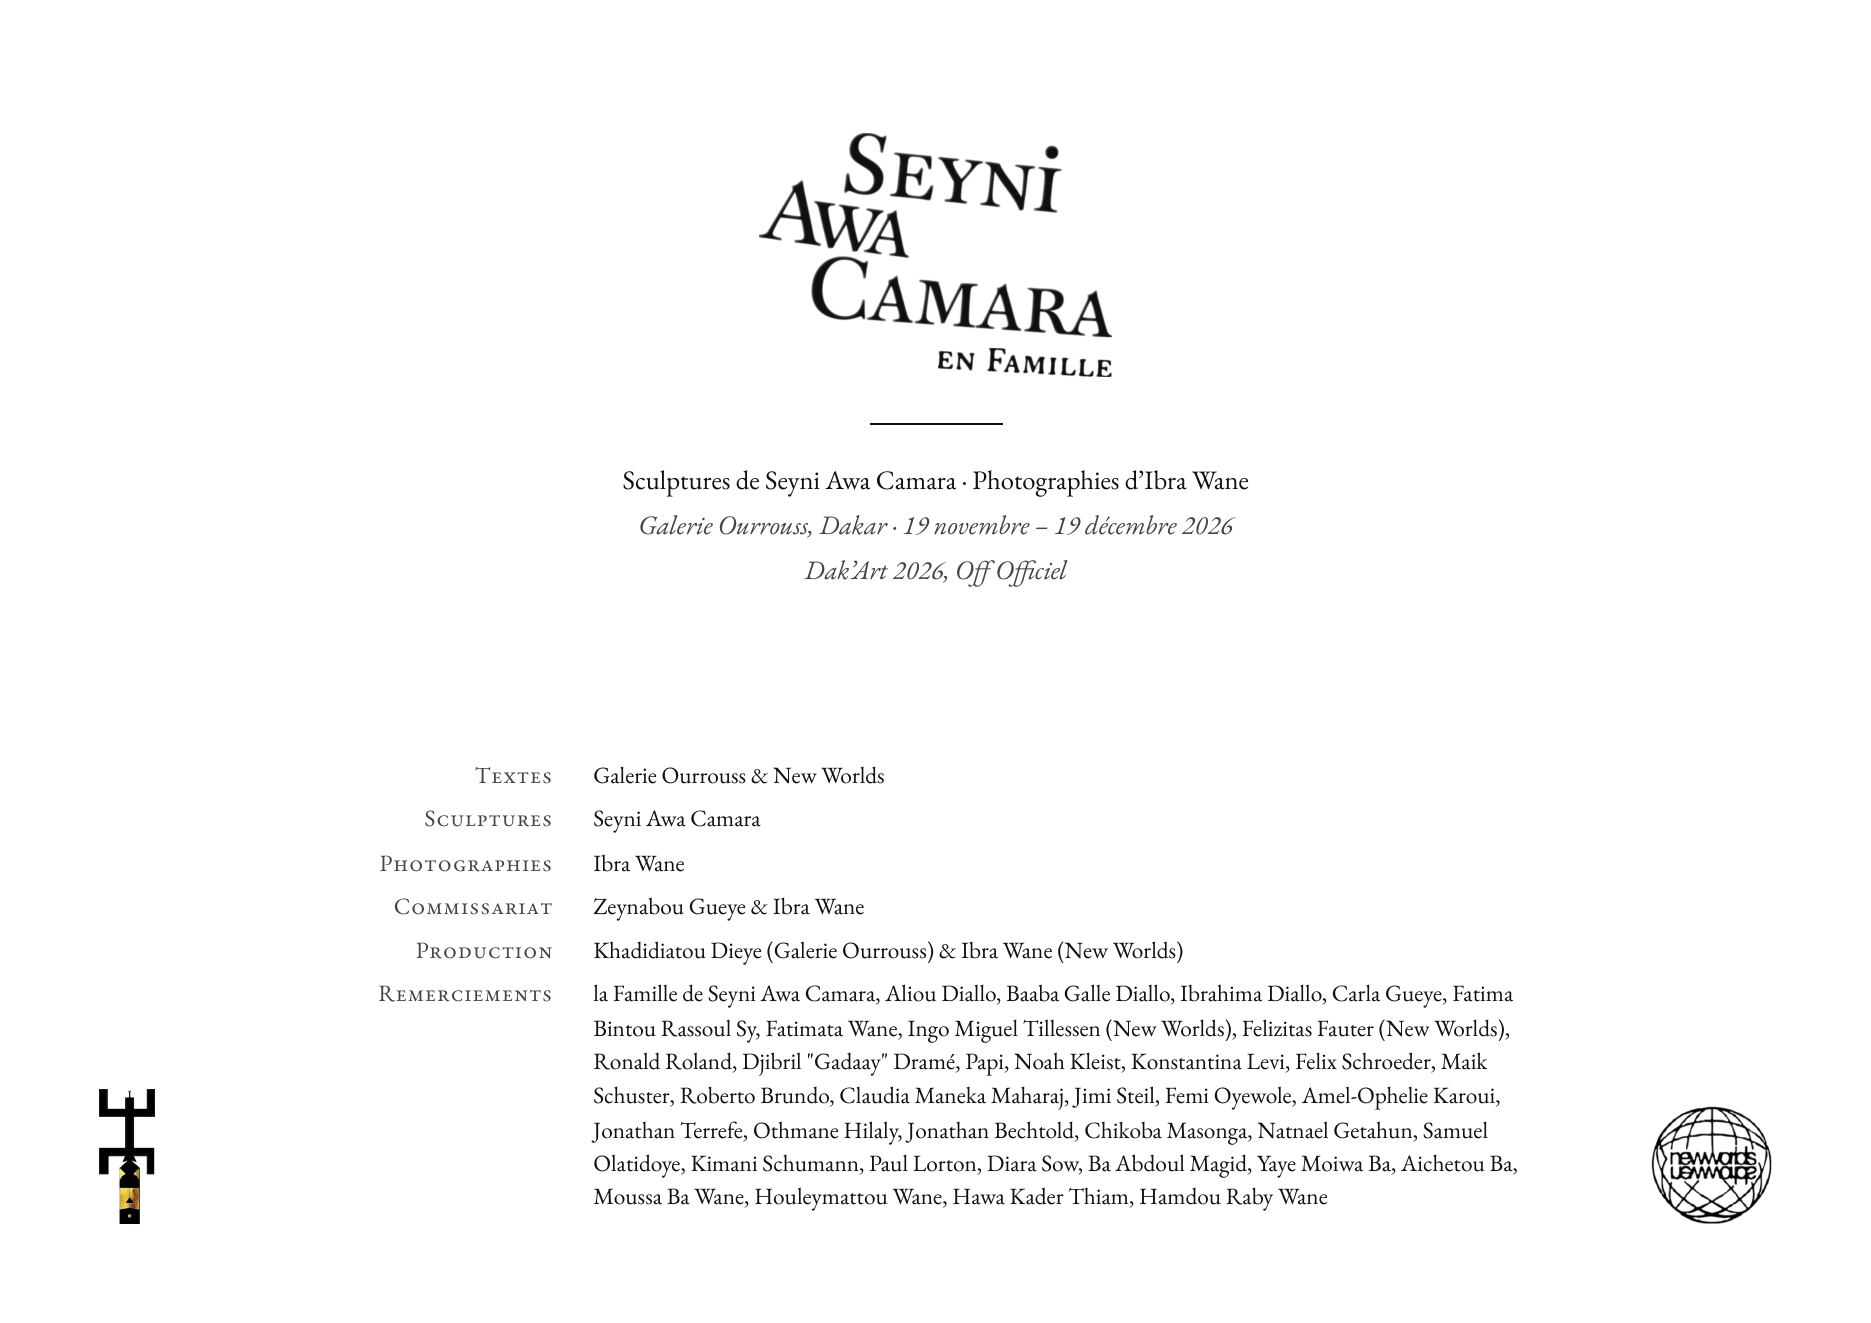 SEYNi
AWA
CAMARA
EN FAMILLE
Sculptures de Seyni Awa Camara · Photographies d’Ibra Wane
Galerie Ourrouss, Dakar · 19 novembre – 19 décembre 2026
Dak’Art 2026, Off Officiel
TEXTES Galerie Ourrouss & New Worlds
SCULPTURES Seyni Awa Camara
PHOTOGRAPHIES Ibra Wane
COMMISSARIAT Zeynabou Gueye & Ibra Wane
PRODUCTION Khadidiatou Dieye (Galerie Ourrouss) & Ibra Wane (New Worlds)
REMERCIEMENTS la Famille de Seyni Awa Camara, Aliou Diallo, Baaba Galle Diallo, Ibrahima Diallo, Carla Gueye, Fatima
Bintou Rassoul Sy, Fatimata Wane, Ingo Miguel Tillessen (New Worlds), Felizitas Fauter (New Worlds),
Ronald Roland, Djibril "Gadaay" Dramé, Papi, Noah Kleist, Konstantina Levi, Felix Schroeder, Maik
Schuster, Roberto Brundo, Claudia Maneka Maharaj, Jimi Steil, Femi Oyewole, Amel-Ophelie Karoui,
Jonathan Terrefe, Othmane Hilaly, Jonathan Bechtold, Chikoba Masonga, Natnael Getahun, Samuel
Olatidoye, Kimani Schumann, Paul Lorton, Diara Sow, Ba Abdoul Magid, Yaye Moiwa Ba, Aichetou Ba,
Moussa Ba Wane, Houleymattou Wane, Hawa Kader Thiam, Hamdou Raby Wane
newworlds